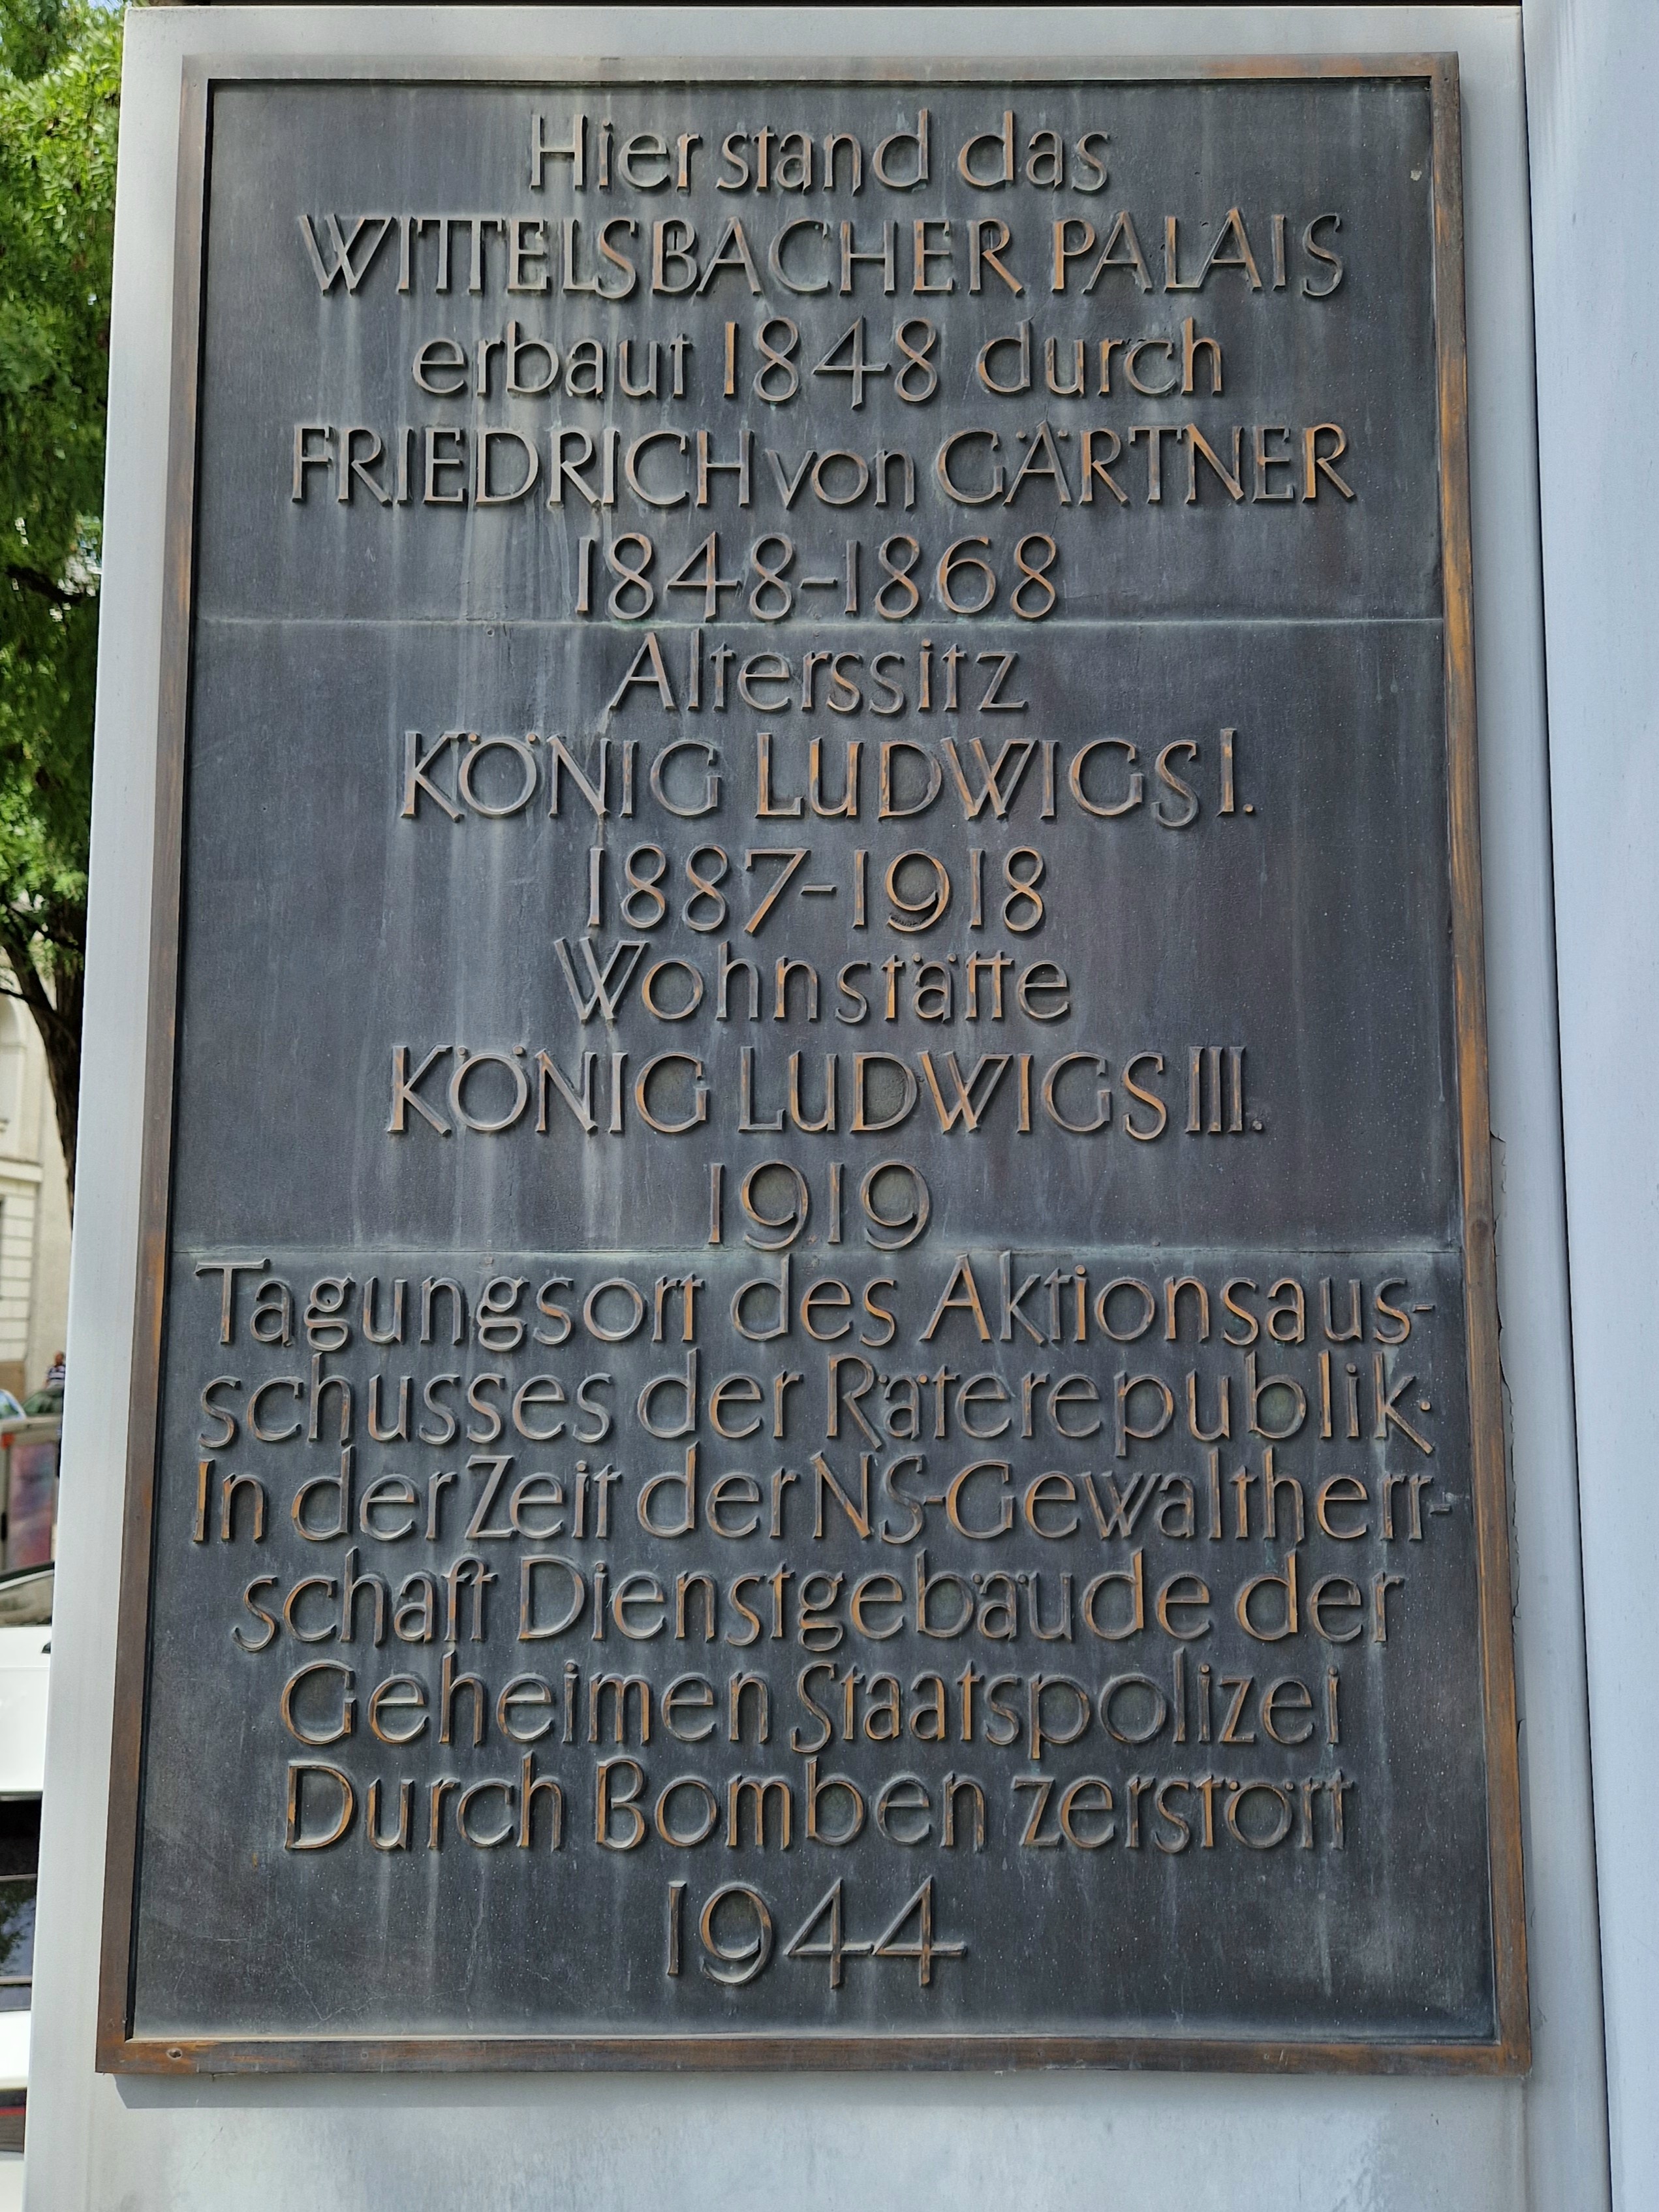 Hier stand das
WITTELSBACHER PALAIS
erbaut 1848 durch
FRIEDRICH von GÄRTNER
1848-1868
Alterssitz
KÖNIG LUDWIGS I.
1887-1918
Wohnstätte
KÖNIG LUDWIGS III.
1919
Tagungsort des Aktionsaus-
schusses der Räterepublik·
In der Zeit der NS-Gewaltherr-
schaft Dienstgebäude der
Geheimen Staatspolizei
Durch Bomben zerstört
1944